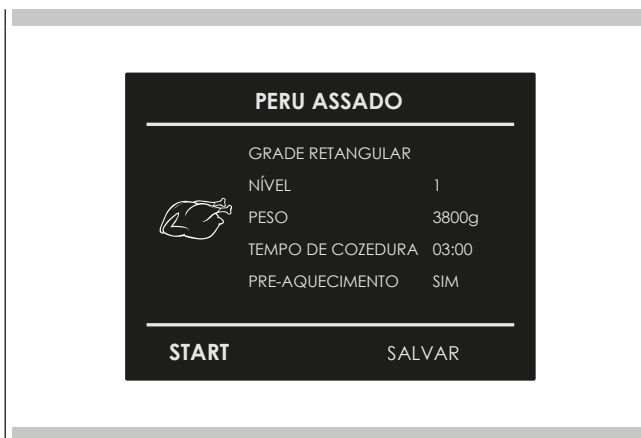 PERU ASSADO
GRADE RETANGULAR
NÍVEL 1
PESO 3800g
TEMPO DE COZEDURA 03:00
PRE-AQUECIMENTO SIM
START SALVAR